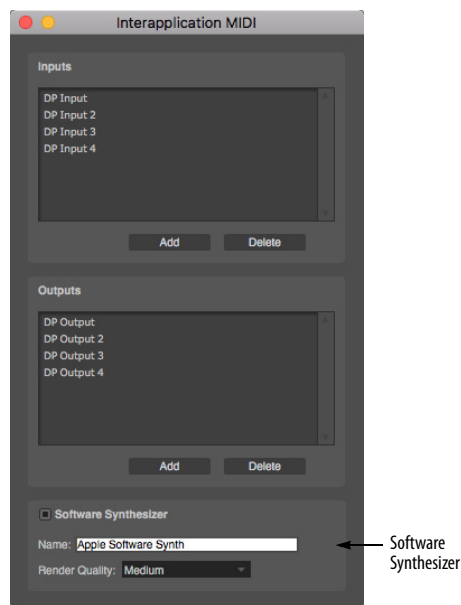 Interapplication MIDI
Inputs
DP Input
DP Input 2
DP Input 3
DP Input 4
Add Delete
Outputs
DP Output
DP Output 2
DP Output 3
DP Output 4
Add Delete
Software Synthesizer
Name: Apple Software Synth
Render Quality: Medium
Software
Synthesizer